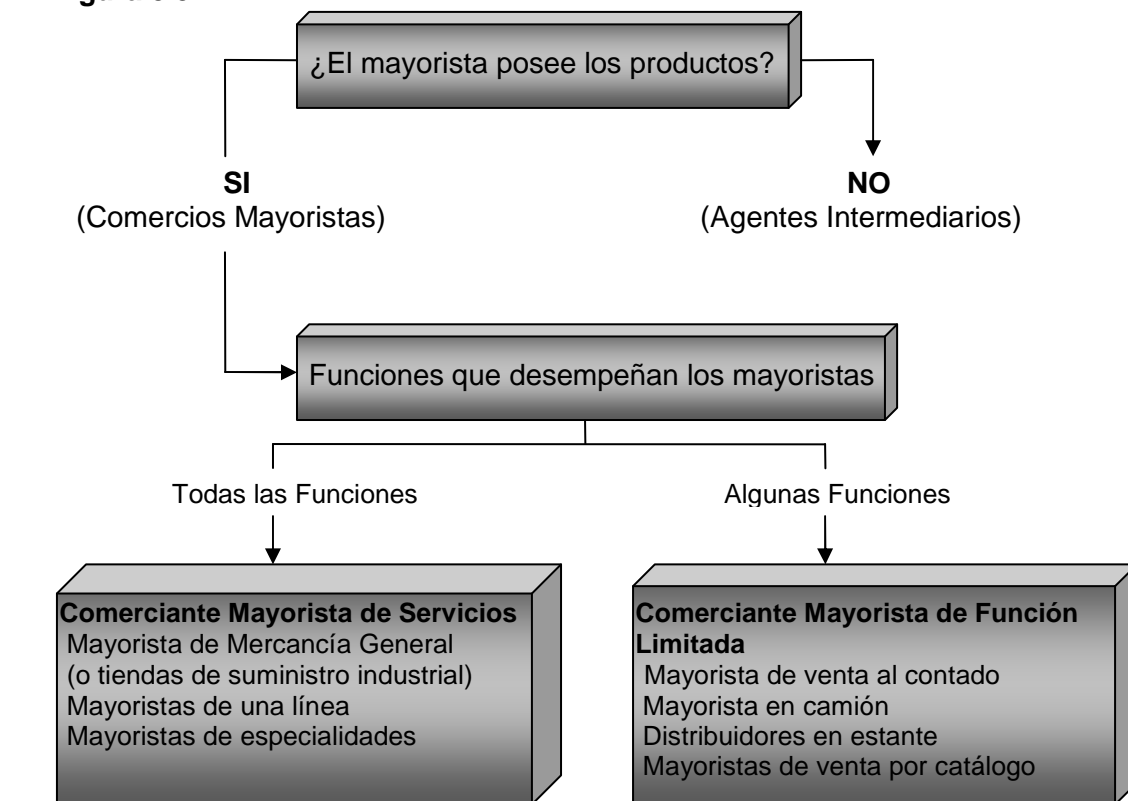 ¿El mayorista posee los productos?
SI
(Comercios Mayoristas)
NO
(Agentes Intermediarios)
Funciones que desempeñan los mayoristas
Todas las Funciones
Algunas Funciones
Comerciante Mayorista de Servicios
Mayorista de Mercancía General
(o tiendas de suministro industrial)
Mayoristas de una línea
Mayoristas de especialidades
Comerciante Mayorista de Función
Limitada
Mayorista de venta al contado
Mayorista en camión
Distribuidores en estante
Mayoristas de venta por catálogo